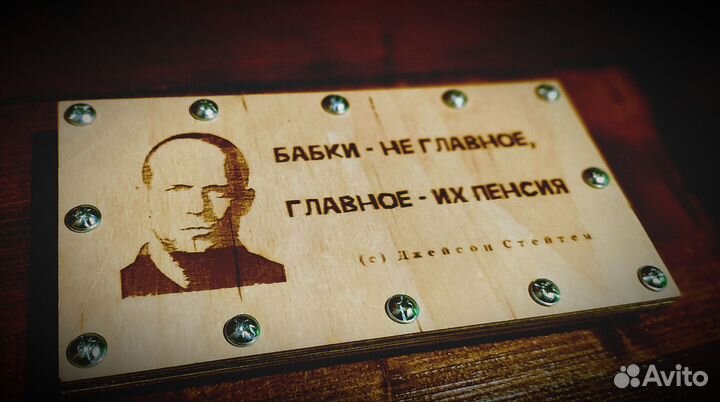 БАБКИ - НЕ ГЛАВНОЕ,
ГЛАВНОЕ - ИХ ПЕНСИЯ
(с) Джейсон Стейтем
Avito